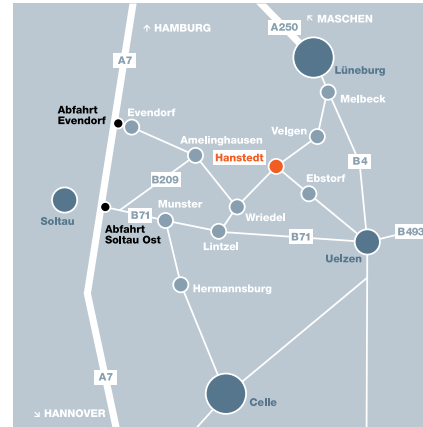 ↖ MASCHEN
↑ HAMBURG
A250
A7
Lüneburg
Melbeck
Abfahrt
Evendorf
Evendorf
Velgen
Amelinghausen
Hanstedt
B4
Ebstorf
B209
Munster
Soltau
B71
Wriedel
Abfahrt
Soltau Ost
Lintzel
B71
B493
Uelzen
Hermannsburg
A7
Celle
↘ HANNOVER